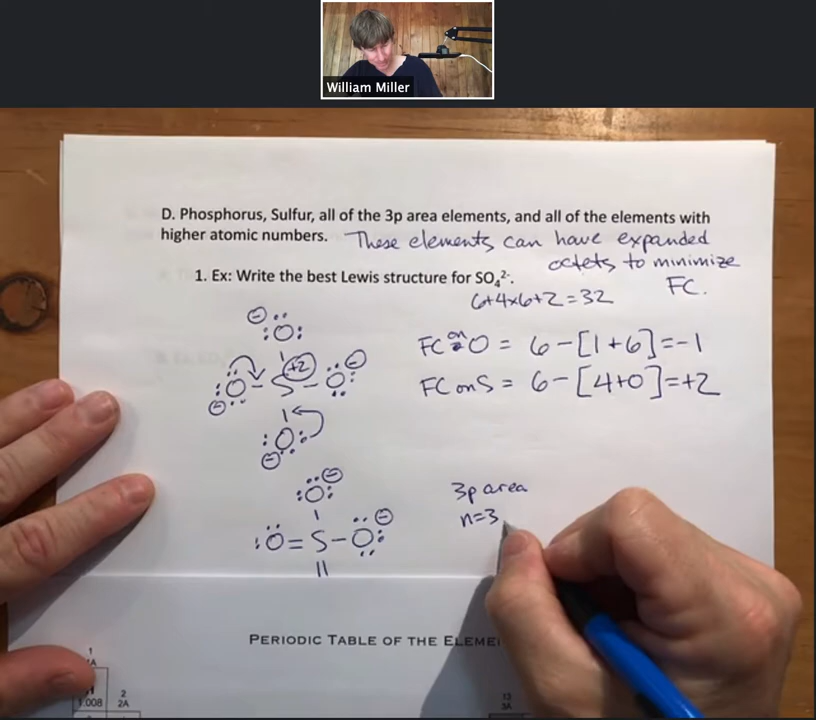 William Miller
D. Phosphorus, Sulfur, all of the 3p area elements, and all of the elements with
higher atomic numbers. These elements can have expanded
octets to minimize
FC.
1. Ex: Write the best Lewis structure for SO₄²⁻.
6+4×6+2=32
FC on O = 6-[1+6]=-1
FC on S = 6-[4+0]=+2
⊖
:Ö:
+2
:O-S-O:
⊖
⊖
:O:
⊖
:O:
⊖
:O=S-O:
⊖
||
3p area
n=3
PERIODIC TABLE OF THE ELEME
1
1A
1.008
2
2A
13
3A